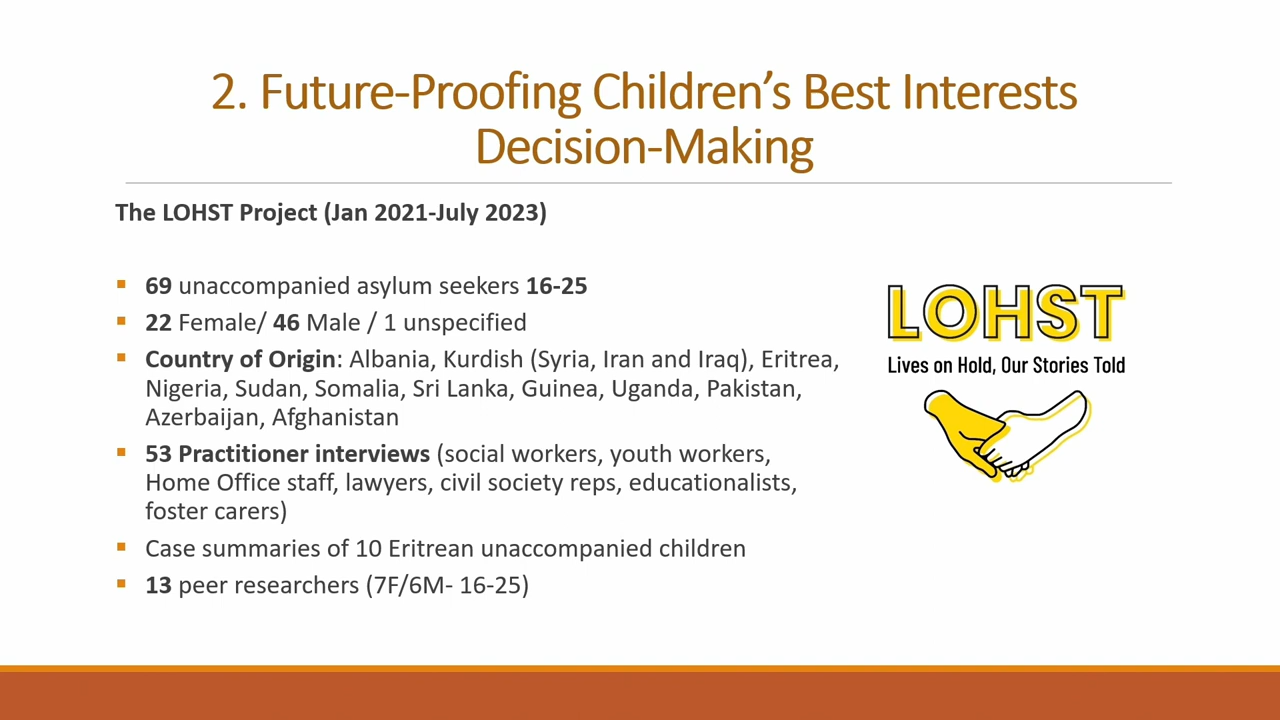 2. Future-Proofing Children’s Best Interests
Decision-Making
The LOHST Project (Jan 2021-July 2023)
▪ 69 unaccompanied asylum seekers 16-25
▪ 22 Female/ 46 Male / 1 unspecified
▪ Country of Origin: Albania, Kurdish (Syria, Iran and Iraq), Eritrea,
Nigeria, Sudan, Somalia, Sri Lanka, Guinea, Uganda, Pakistan,
Azerbaijan, Afghanistan
▪ 53 Practitioner interviews (social workers, youth workers,
Home Office staff, lawyers, civil society reps, educationalists,
foster carers)
▪ Case summaries of 10 Eritrean unaccompanied children
▪ 13 peer researchers (7F/6M- 16-25)
LOHST
Lives on Hold, Our Stories Told